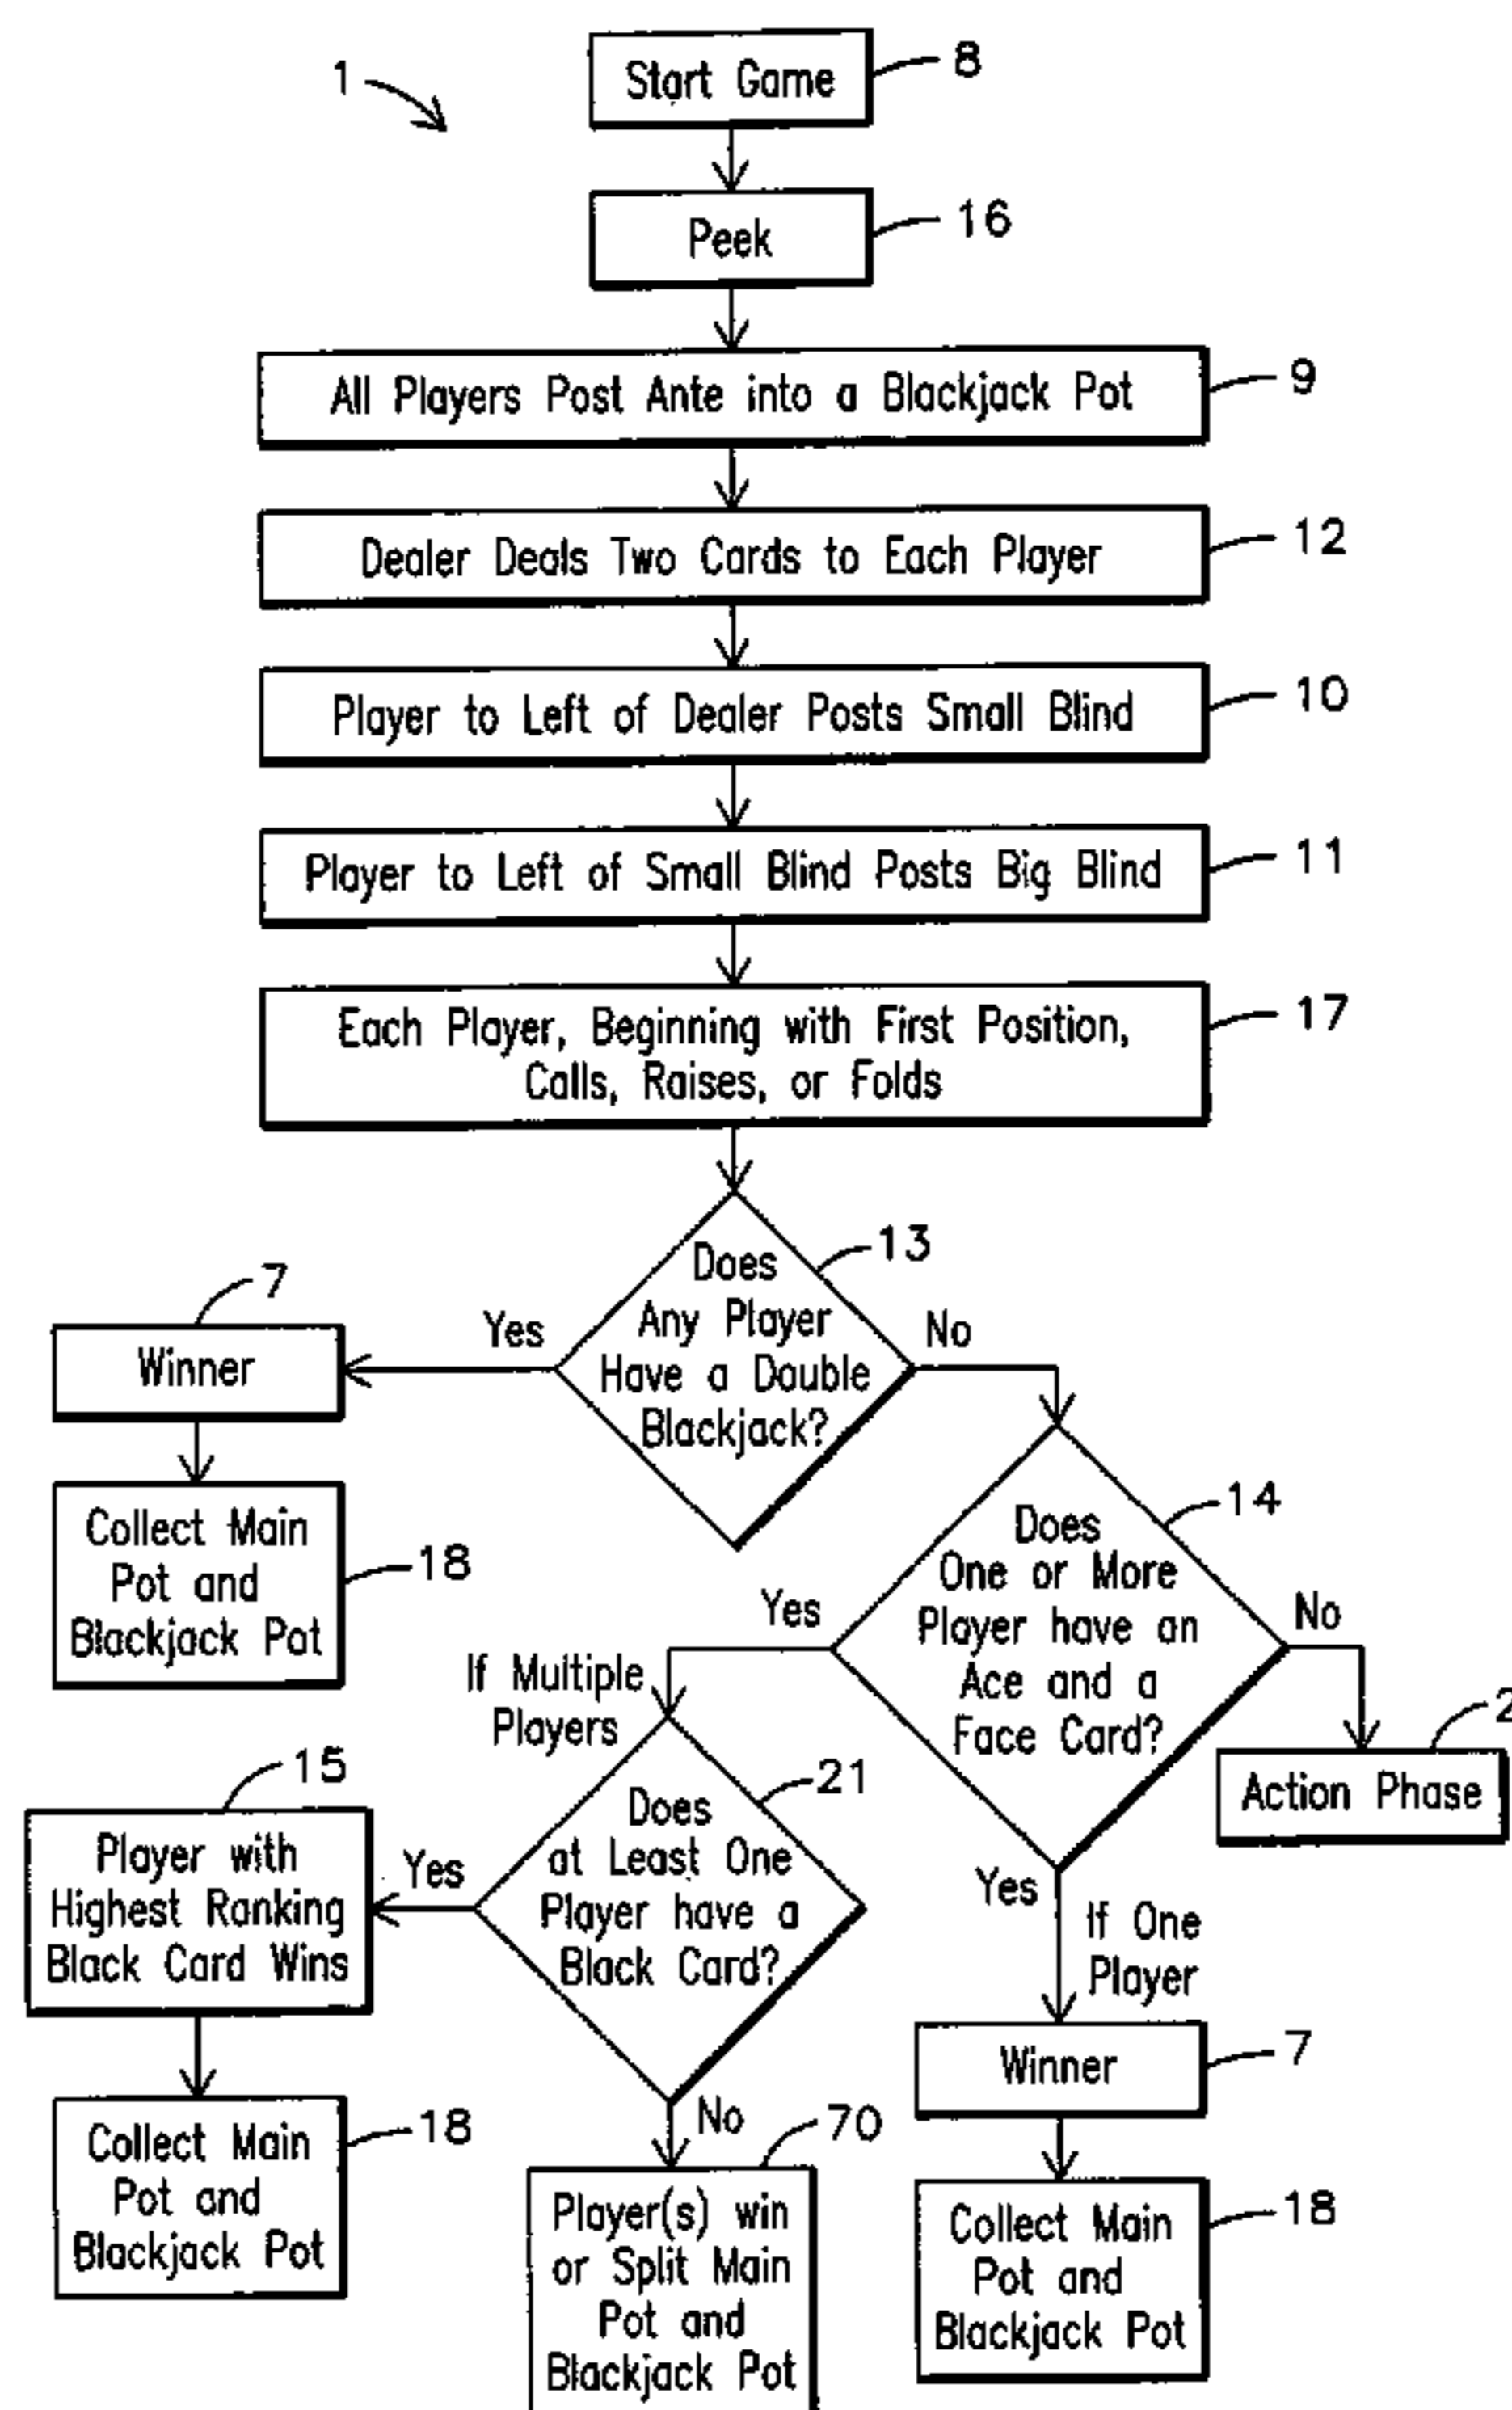 1
Start Game
8
Peek
16
All Players Post Ante into a Blackjack Pot
9
Dealer Deals Two Cards to Each Player
12
Player to Left of Dealer Posts Small Blind
10
Player to Left of Small Blind Posts Big Blind
11
Each Player, Beginning with First Position,
Calls, Raises, or Folds
17
Does
Any Player
Have a Double
Blackjack?
13
Yes
No
7
Winner
Collect Main
Pot and
Blackjack Pot
18
Does
One or More
Player have an
Ace and a
Face Card?
14
Yes
No
2
Action Phase
If Multiple
Players
Does
at Least One
Player have a
Black Card?
21
Yes
15
Player with
Highest Ranking
Black Card Wins
Collect Main
Pot and
Blackjack Pot
18
No
70
Player(s) win
or Split Main
Pot and
Blackjack Pot
Yes
If One
Player
Winner
7
Collect Main
Pot and
Blackjack Pot
18